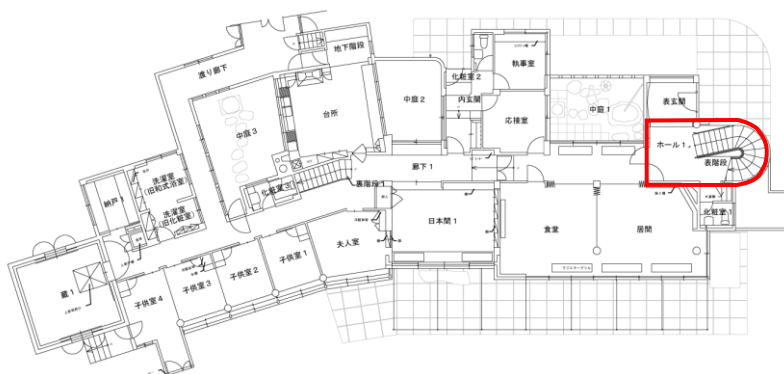 地下階段
渡り廊下
執事室
化粧室2
台所
中庭2
内玄関
中庭1
表玄関
中庭3
応接室
ホール1
表階段
廊下1
洗濯室
(旧和式浴室)
納戸1
化粧室3
裏階段1
洗濯室
(旧化粧室)
化粧室1
日本間1
夫人室
食堂
居間
子供室1
子供室2
子供室3
子供室4
蔵1